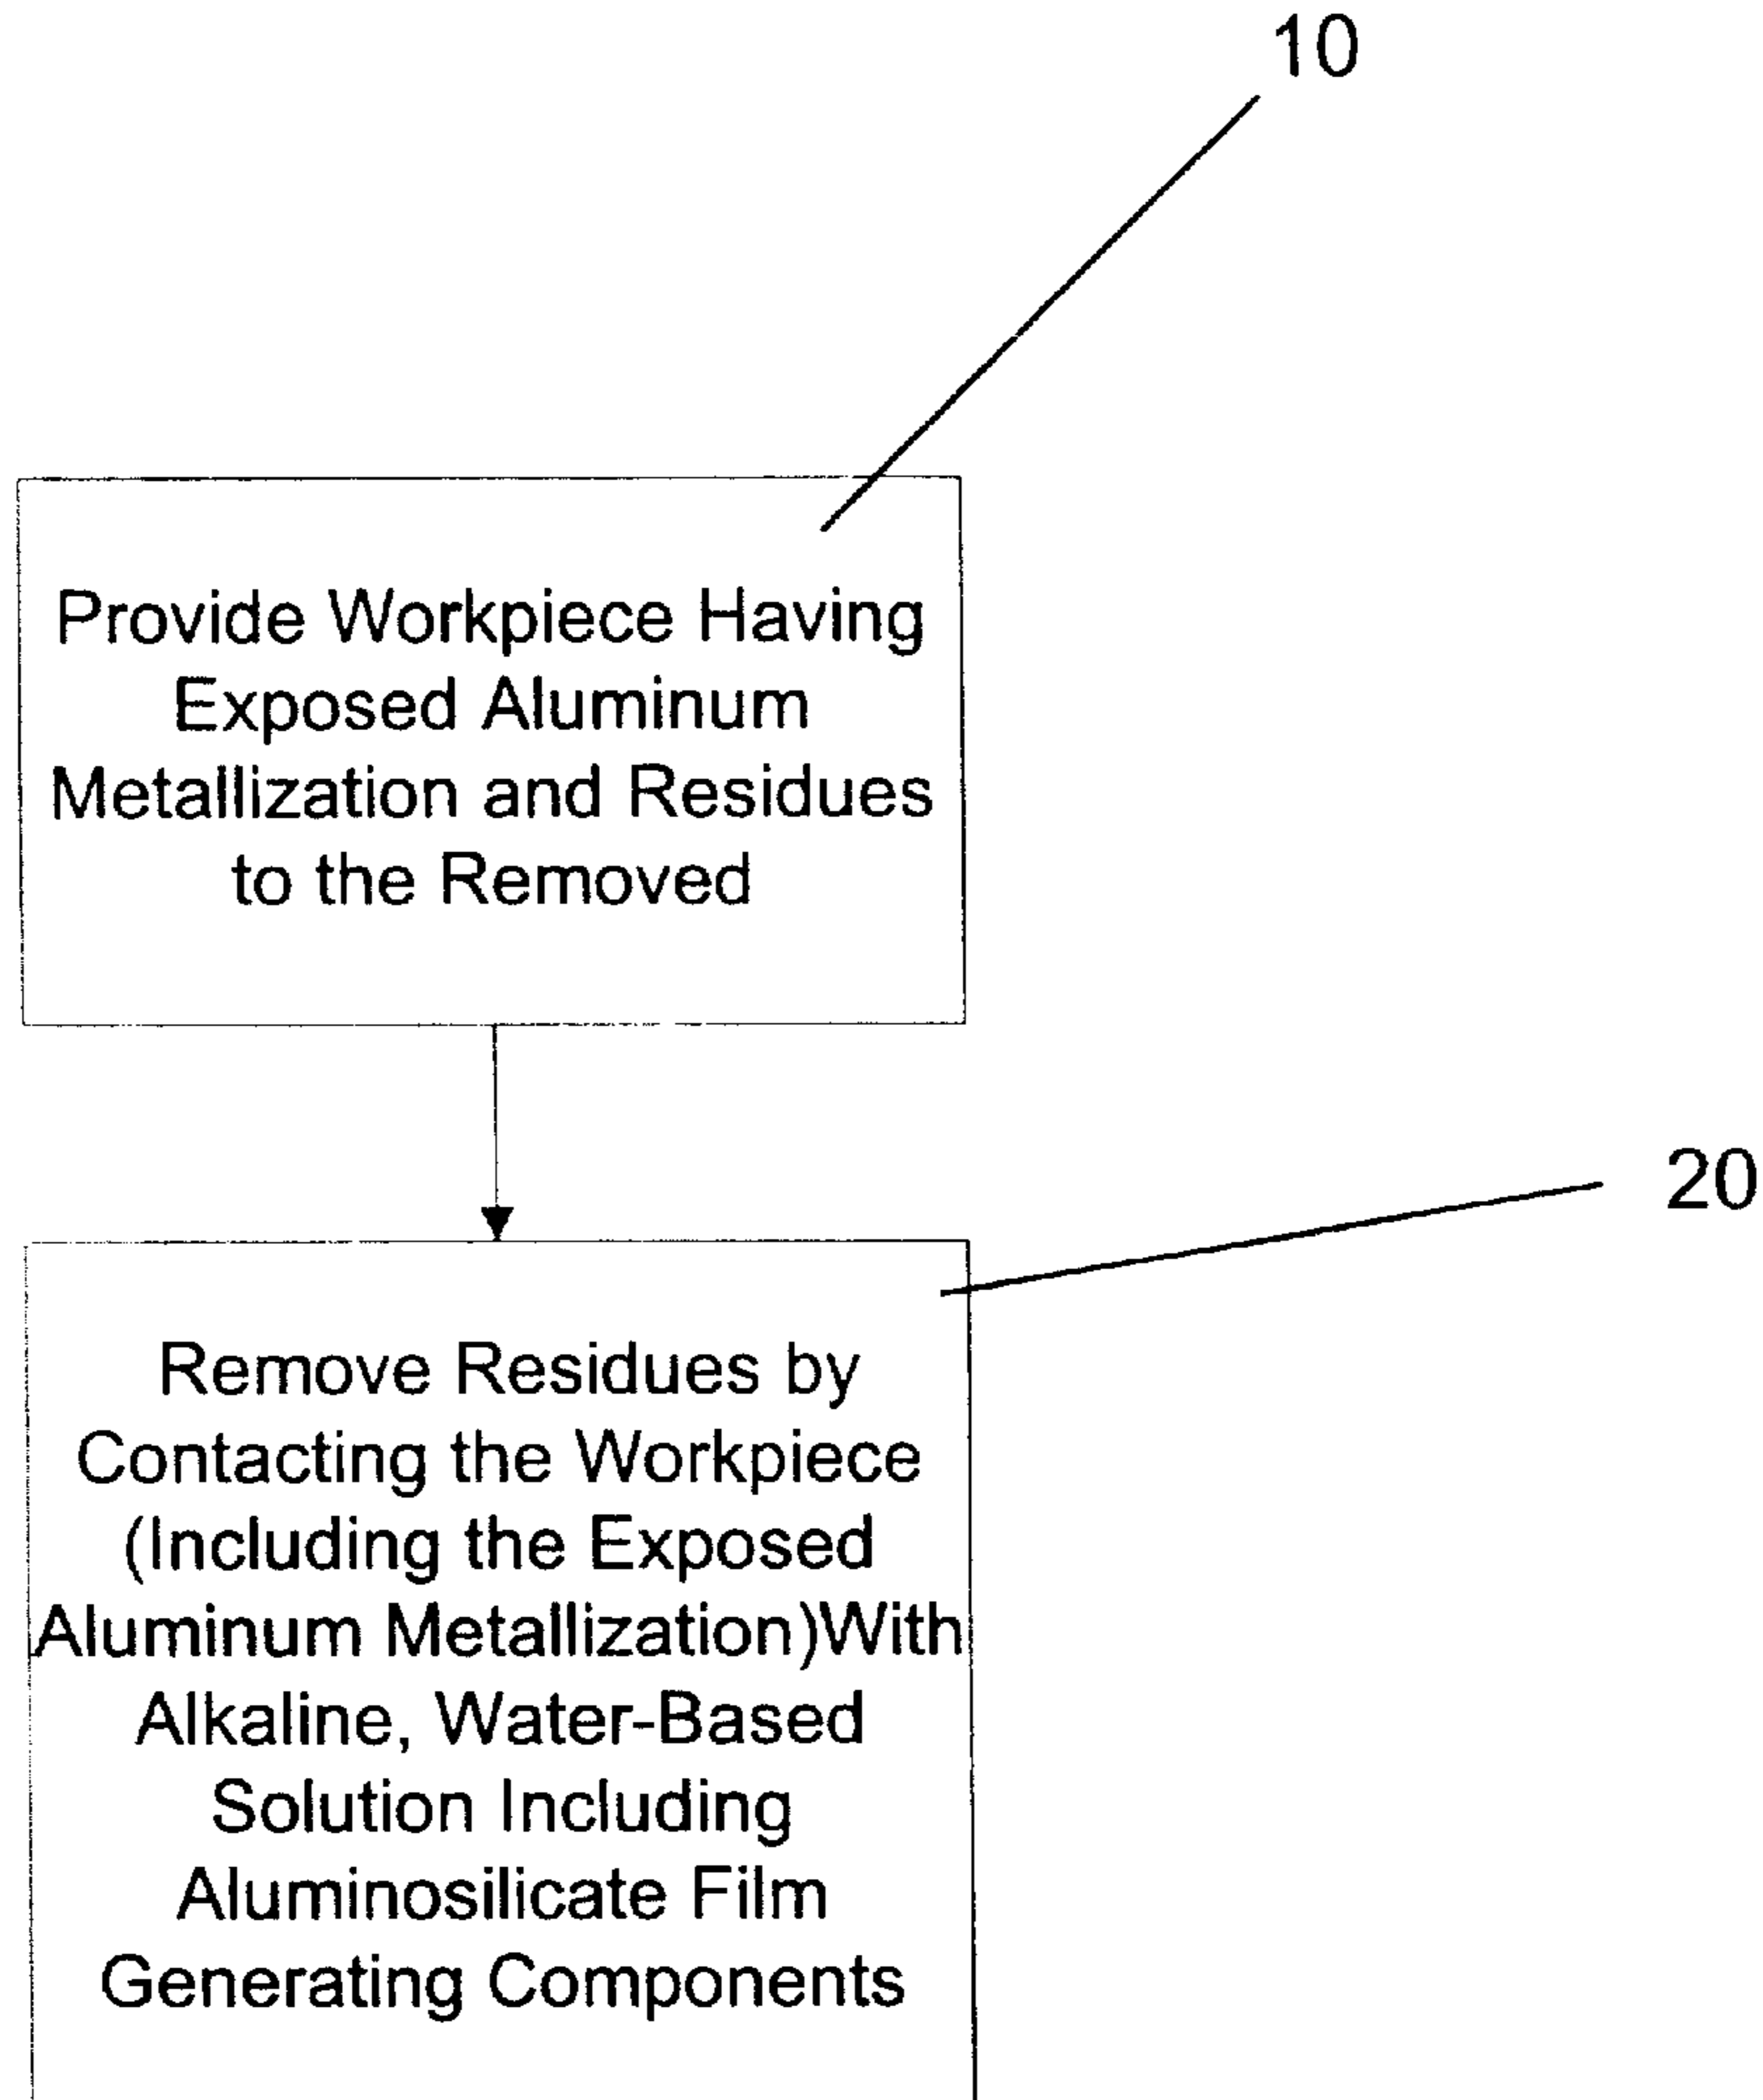 10
Provide Workpiece Having
Exposed Aluminum
Metallization and Residues
to the Removed
20
Remove Residues by
Contacting the Workpiece
(Including the Exposed
Aluminum Metallization)With
Alkaline, Water-Based
Solution Including
Aluminosilicate Film
Generating Components